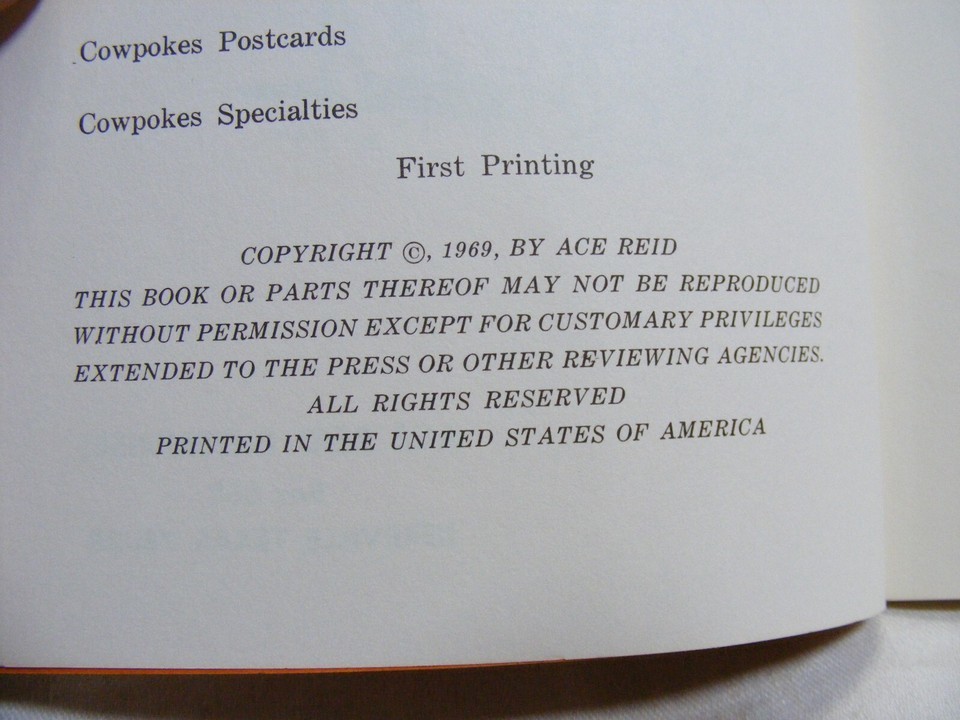 Cowpokes Postcards
Cowpokes Specialties
First Printing
COPYRIGHT ©, 1969, BY ACE REID
THIS BOOK OR PARTS THEREOF MAY NOT BE REPRODUCED
WITHOUT PERMISSION EXCEPT FOR CUSTOMARY PRIVILEGES
EXTENDED TO THE PRESS OR OTHER REVIEWING AGENCIES.
ALL RIGHTS RESERVED
PRINTED IN THE UNITED STATES OF AMERICA